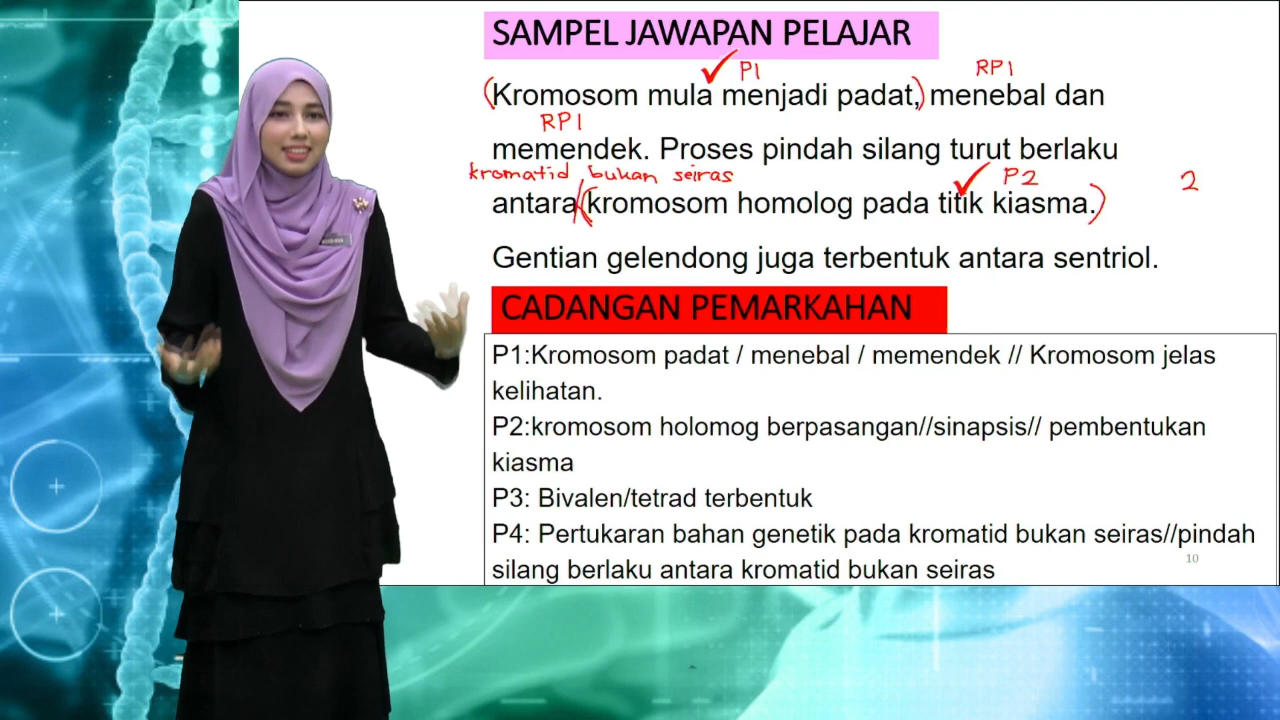 SAMPEL JAWAPAN PELAJAR
P1 RP1
(Kromosom mula menjadi padat,) menebal dan
RP1
memendek. Proses pindah silang turut berlaku
kromatid bukan seiras P2 2
antara (kromosom homolog pada titik kiasma.)
Gentian gelendong juga terbentuk antara sentriol.
CADANGAN PEMARKAHAN
P1:Kromosom padat / menebal / memendek // Kromosom jelas
kelihatan.
P2:kromosom holomog berpasangan//sinapsis// pembentukan
kiasma
P3: Bivalen/tetrad terbentuk
P4: Pertukaran bahan genetik pada kromatid bukan seiras//pindah
silang berlaku antara kromatid bukan seiras
10